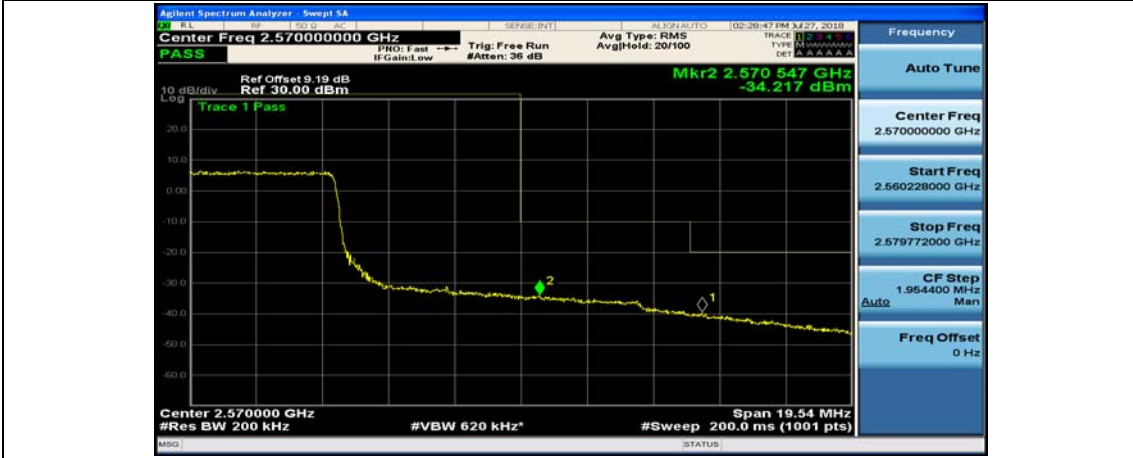 Agilent Spectrum Analyzer - Swept SA
RL RF 50 Ω AC SENSE:INT ALIGN AUTO 02:28:47 PM Jul 27, 2018
Center Freq 2.570000000 GHz
PASS
PNO: Fast
IFGain:Low
Trig: Free Run
#Atten: 36 dB
Avg Type: RMS
Avg|Hold: 20/100
TRACE 1 2 3 4 5 6
TYPE M
DET A A A A A A
Mkr2 2.570 547 GHz
-34.217 dBm
Ref Offset 9.19 dB
10 dB/div Ref 30.00 dBm
Log
Trace 1 Pass
20.0
10.0
0.00
-10.0
-20.0
-30.0
-40.0
-50.0
-60.0
2
1
Center 2.570000 GHz Span 19.54 MHz
#Res BW 200 kHz #VBW 620 kHz* #Sweep 200.0 ms (1001 pts)
MSG STATUS
Frequency
Auto Tune
Center Freq
2.570000000 GHz
Start Freq
2.560228000 GHz
Stop Freq
2.579772000 GHz
CF Step
1.954400 MHz
Auto Man
Freq Offset
0 Hz